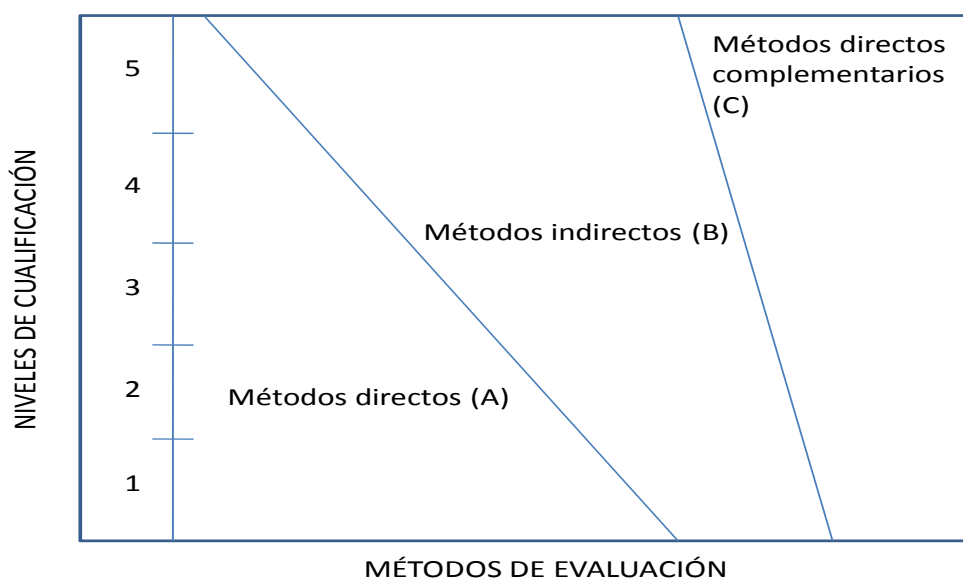 Métodos directos
complementarios
(C)
5
4
Métodos indirectos (B)
3
2
Métodos directos (A)
1
NIVELES DE CUALIFICACIÓN
MÉTODOS DE EVALUACIÓN